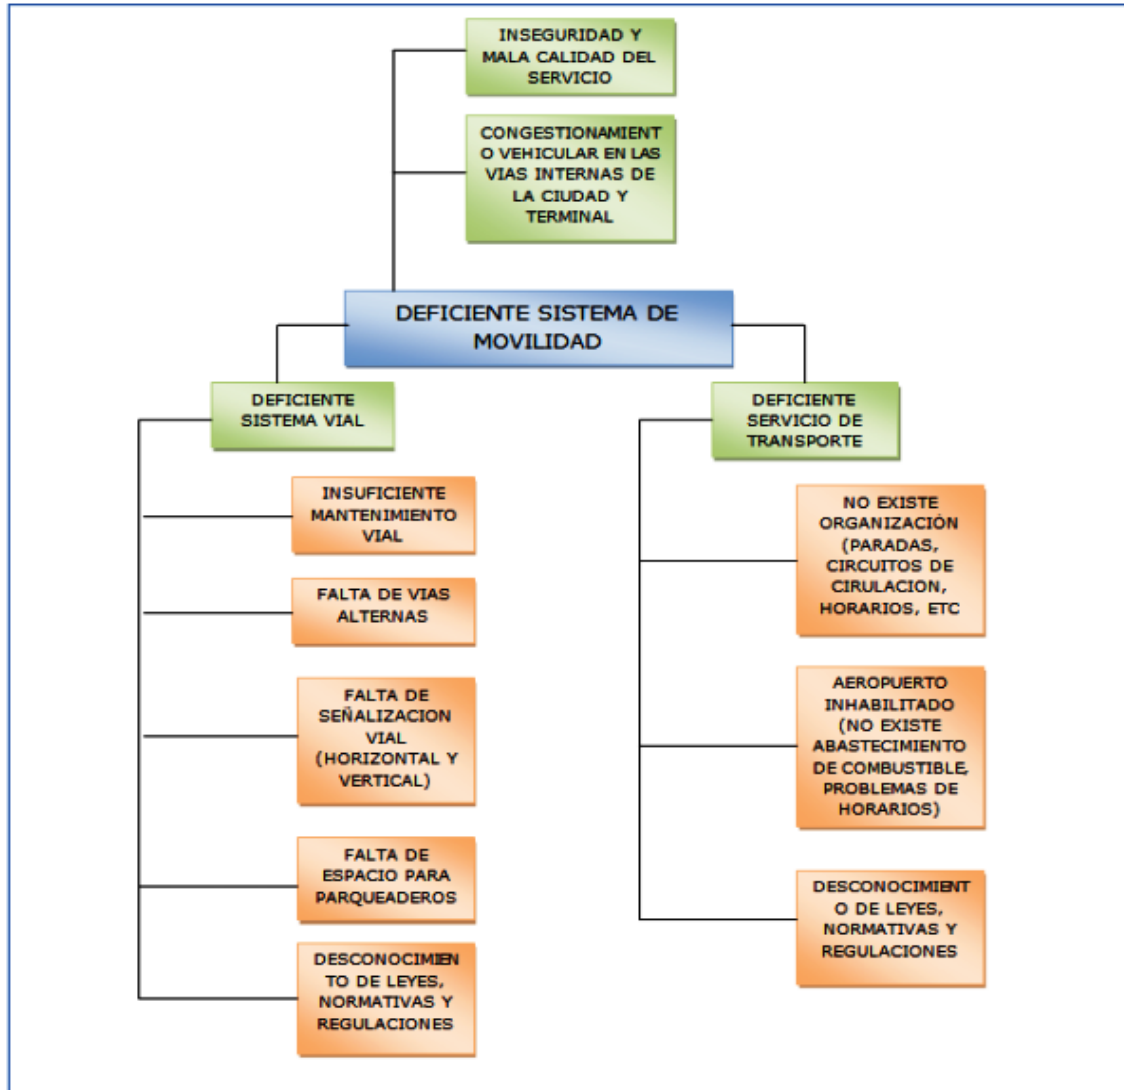 INSEGURIDAD Y
MALA CALIDAD DEL
SERVICIO
CONGESTIONAMIENT
O VEHICULAR EN LAS
VIAS INTERNAS DE
LA CIUDAD Y
TERMINAL
DEFICIENTE SISTEMA DE
MOVILIDAD
DEFICIENTE
SISTEMA VIAL
INSUFICIENTE
MANTENIMIENTO
VIAL
FALTA DE VIAS
ALTERNAS
FALTA DE
SEÑALIZACION
VIAL
(HORIZONTAL Y
VERTICAL)
FALTA DE
ESPACIO PARA
PARQUEADEROS
DESCONOCIMIEN
TO DE LEYES,
NORMATIVAS Y
REGULACIONES
DEFICIENTE
SERVICIO DE
TRANSPORTE
NO EXISTE
ORGANIZACIÓN
(PARADAS,
CIRCUITOS DE
CIRULACION,
HORARIOS, ETC
AEROPUERTO
INHABILITADO
(NO EXISTE
ABASTECIMIENTO
DE COMBUSTIBLE,
PROBLEMAS DE
HORARIOS)
DESCONOCIMIENT
O DE LEYES,
NORMATIVAS Y
REGULACIONES